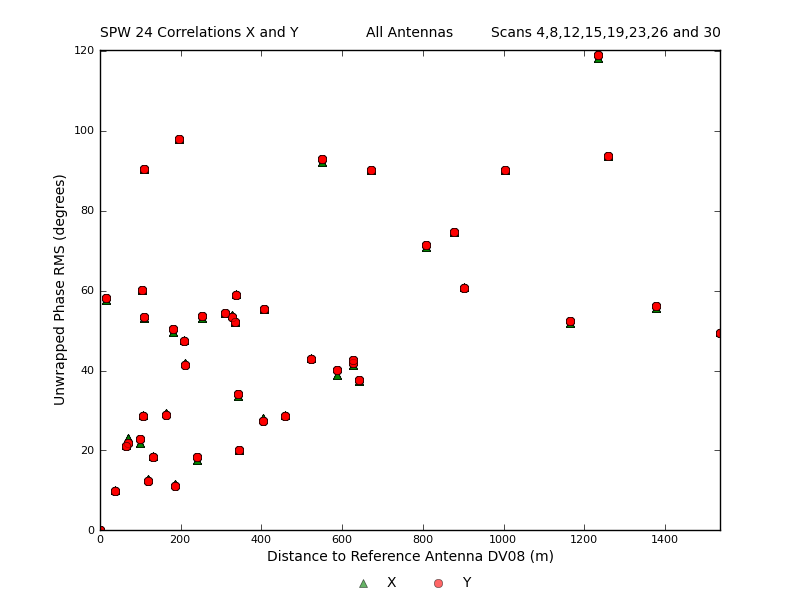 SPW 24 Correlations X and Y All Antennas Scans 4,8,12,15,19,23,26 and 30
120
100
80
60
40
20
0
Unwrapped Phase RMS (degrees)
0 200 400 600 800 1000 1200 1400
Distance to Reference Antenna DV08 (m)
X Y